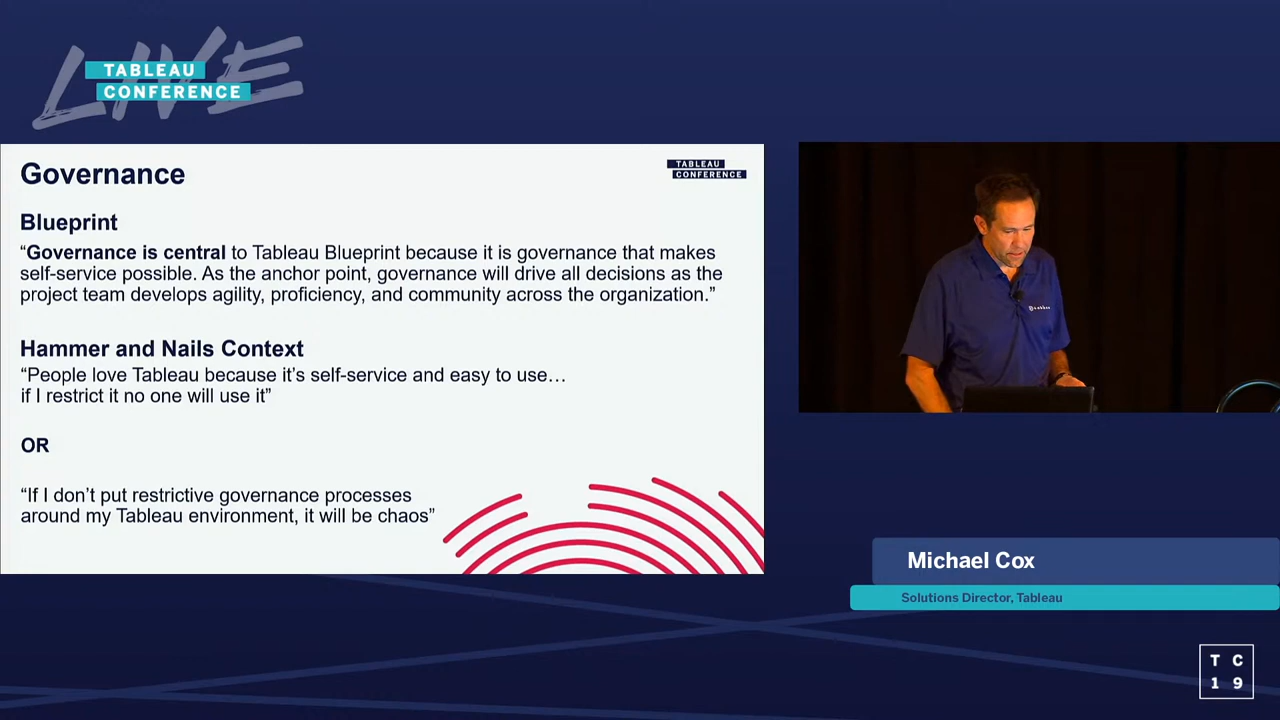 LIVE
TABLEAU
CONFERENCE
Governance
TABLEAU
CONFERENCE
Blueprint
“Governance is central to Tableau Blueprint because it is governance that makes
self-service possible. As the anchor point, governance will drive all decisions as the
project team develops agility, proficiency, and community across the organization.”
Hammer and Nails Context
“People love Tableau because it’s self-service and easy to use…
if I restrict it no one will use it”
OR
“If I don’t put restrictive governance processes
around my Tableau environment, it will be chaos”
Michael Cox
Solutions Director, Tableau
T C
1 9